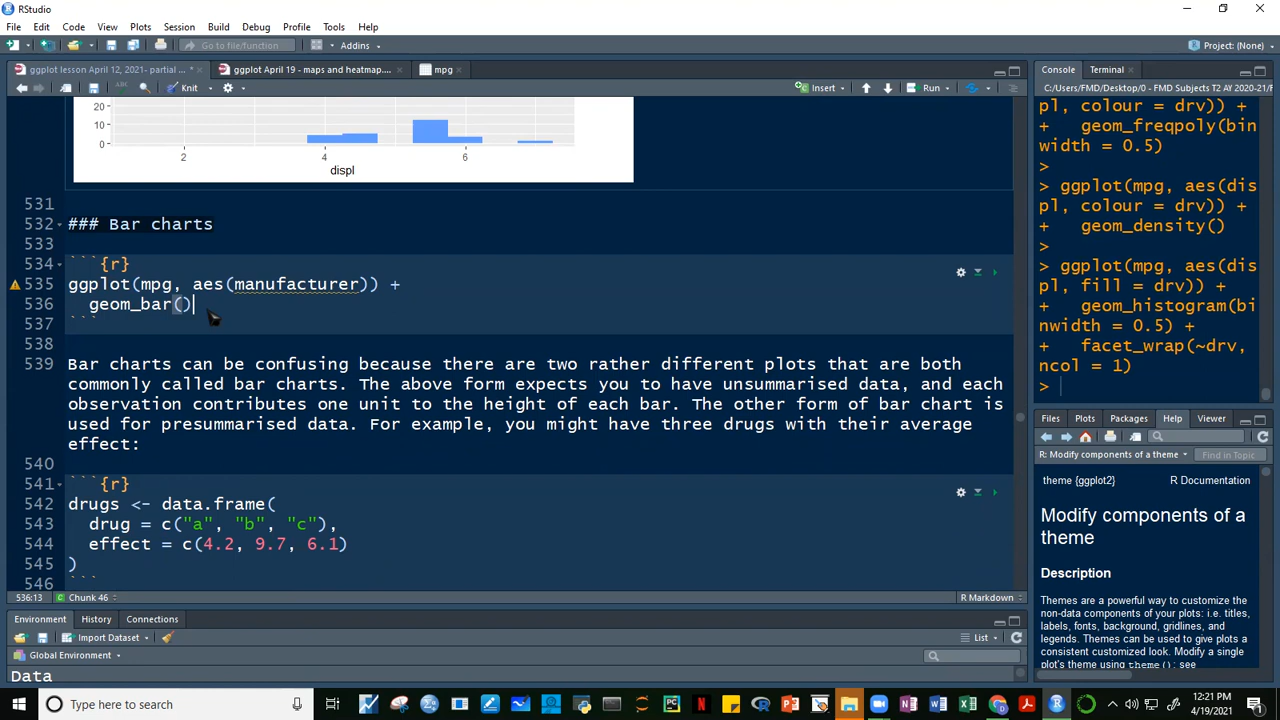 RStudio
File Edit Code View Plots Session Build Debug Profile Tools Help
Go to file/function Addins Project: (None)
ggplot lesson April 12, 2021- partial ... * ggplot April 19 - maps and heatmap.... mpg
Knit Insert Run
20
10
0
2 4 6
displ
531
532 ### Bar charts
533
534 ```{r}
535 ggplot(mpg, aes(manufacturer)) +
536 geom_bar()
537 ```
538
539 Bar charts can be confusing because there are two rather different plots that are both
commonly called bar charts. The above form expects you to have unsummarised data, and each
observation contributes one unit to the height of each bar. The other form of bar chart is
used for presummarised data. For example, you might have three drugs with their average
effect:
540
541 ```{r}
542 drugs <- data.frame(
543 drug = c("a", "b", "c"),
544 effect = c(4.2, 9.7, 6.1)
545 )
546 ```
536:13 Chunk 46 R Markdown
Console Terminal
C:/Users/FMD/Desktop/0 - FMD Subjects T2 AY 2020-21/F
pl, colour = drv)) +
+ geom_freqpoly(bin
width = 0.5)
>
> ggplot(mpg, aes(dis
pl, colour = drv)) +
+ geom_density()
>
> ggplot(mpg, aes(dis
pl, fill = drv)) +
+ geom_histogram(bi
nwidth = 0.5) +
+ facet_wrap(~drv,
ncol = 1)
>
Files Plots Packages Help Viewer
R: Modify components of a theme Find in Topic
theme {ggplot2} R Documentation
Modify components of a
theme
Description
Themes are a powerful way to customize the
non-data components of your plots: i.e. titles,
labels, fonts, background, gridlines, and
legends. Themes can be used to give plots a
consistent customized look. Modify a single
plot's theme using theme(); see
Environment History Connections
Import Dataset List
Global Environment
Data
Type here to search
12:21 PM
4/19/2021